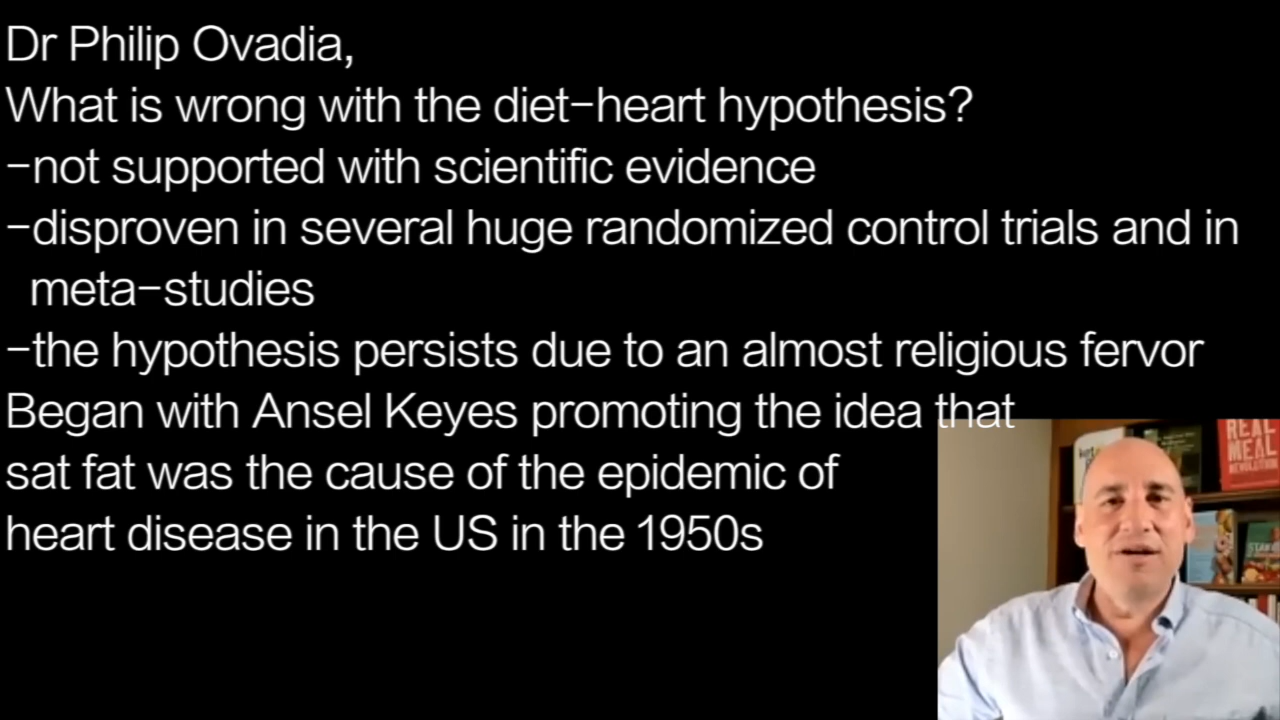 Dr Philip Ovadia,
What is wrong with the diet-heart hypothesis?
-not supported with scientific evidence
-disproven in several huge randomized control trials and in
meta-studies
-the hypothesis persists due to an almost religious fervor
Began with Ansel Keyes promoting the idea that
sat fat was the cause of the epidemic of
heart disease in the US in the 1950s
REAL
MEAL
REVOLUTION